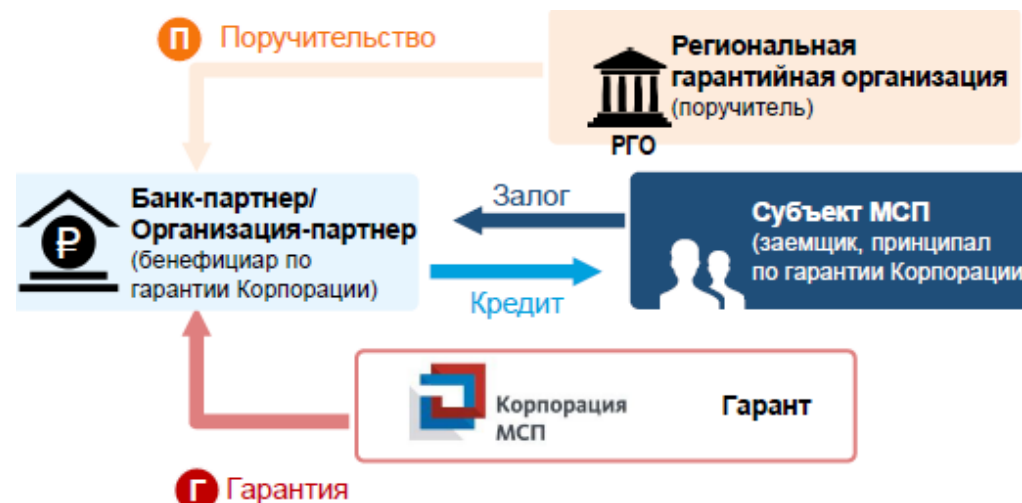 П Поручительство
Региональная
гарантийная организация
(поручитель)
РГО
₽
Банк-партнер/
Организация-партнер
(бенефициар по
гарантии Корпорации)
Залог
Кредит
Субъект МСП
(заемщик, принципал
по гарантии Корпорации
Корпорация
МСП
Гарант
Г Гарантия